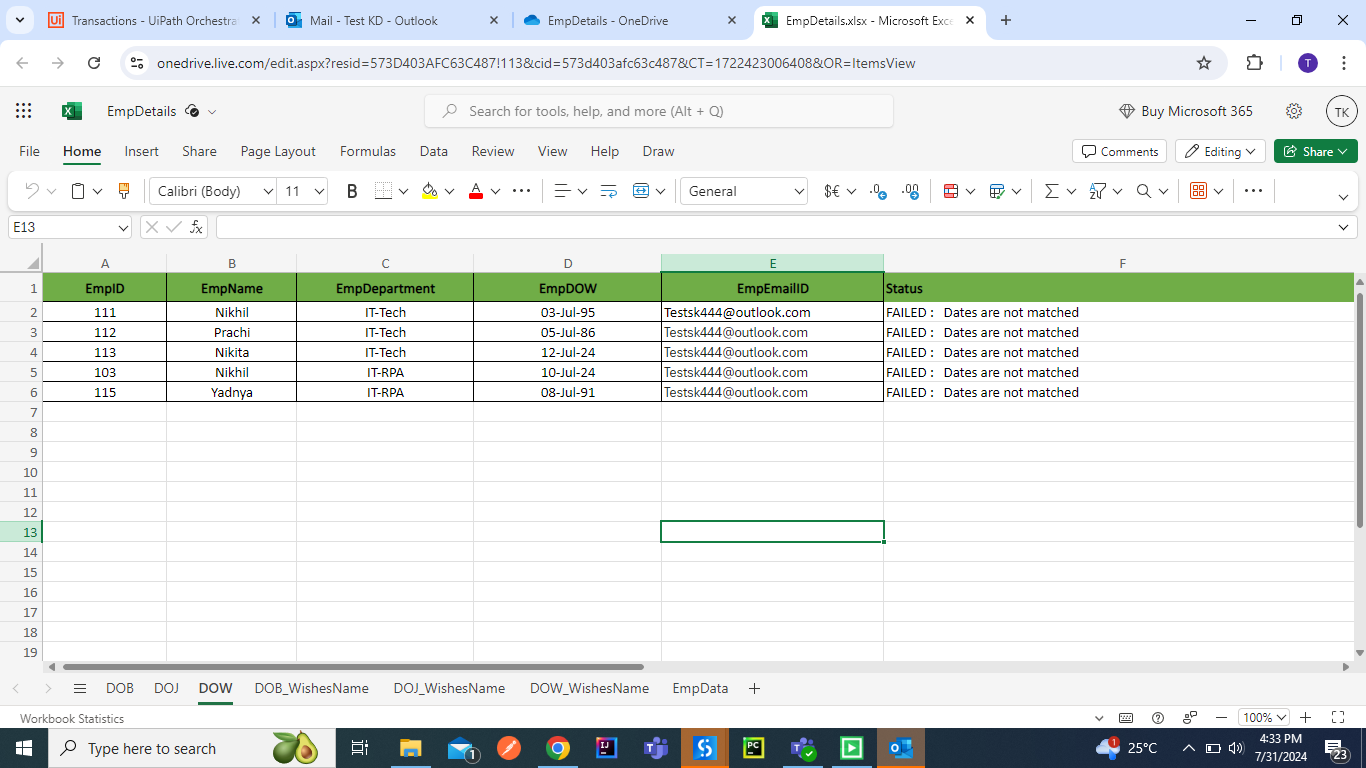 Transactions - UiPath Orchestra
Mail - Test KD - Outlook
EmpDetails - OneDrive
EmpDetails.xlsx - Microsoft Exce
onedrive.live.com/edit.aspx?resid=573D403AFC63C487!113&cid=573d403afc63c487&CT=1722423006408&OR=ItemsView
T
EmpDetails
Search for tools, help, and more (Alt + Q)
Buy Microsoft 365
TK
File Home Insert Share Page Layout Formulas Data Review View Help Draw
Comments Editing Share
Calibri (Body) 11 B A General $€ .0 .00
E13 fx
A B C D E F
1 EmpID EmpName EmpDepartment EmpDOW EmpEmailID Status
2 111 Nikhil IT-Tech 03-Jul-95 Testsk444@outlook.com FAILED : Dates are not matched
3 112 Prachi IT-Tech 05-Jul-86 Testsk444@outlook.com FAILED : Dates are not matched
4 113 Nikita IT-Tech 12-Jul-24 Testsk444@outlook.com FAILED : Dates are not matched
5 103 Nikhil IT-RPA 10-Jul-24 Testsk444@outlook.com FAILED : Dates are not matched
6 115 Yadnya IT-RPA 08-Jul-91 Testsk444@outlook.com FAILED : Dates are not matched
7
8
9
10
11
12
13
14
15
16
17
18
19
DOB DOJ DOW DOB_WishesName DOJ_WishesName DOW_WishesName EmpData
Workbook Statistics
100%
Type here to search
1
25°C
4:33 PM
7/31/2024
23